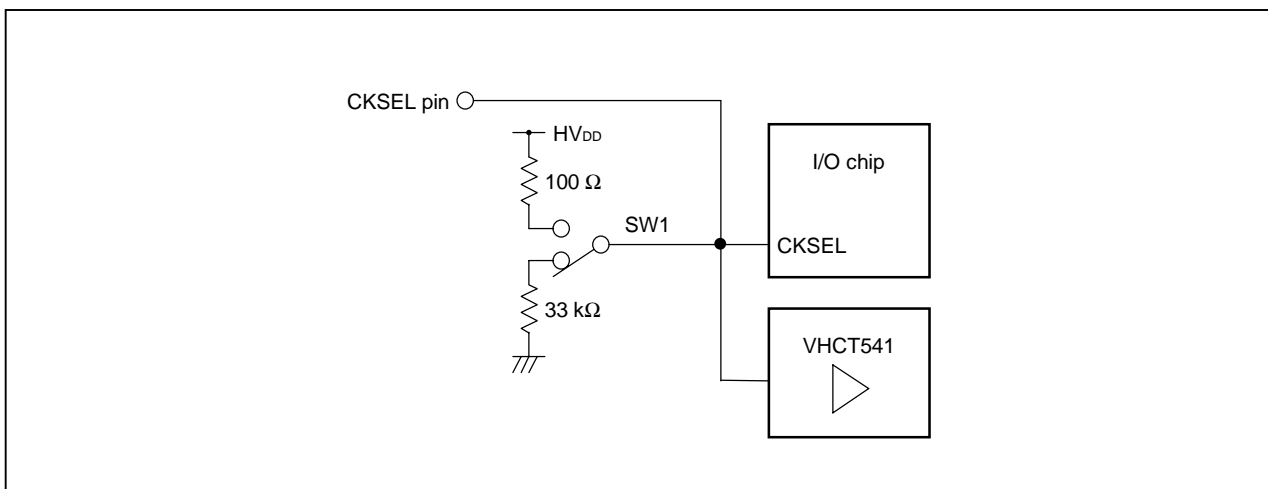 CKSEL pin
HVDD
100 Ω
SW1
33 kΩ
I/O chip
CKSEL
VHCT541